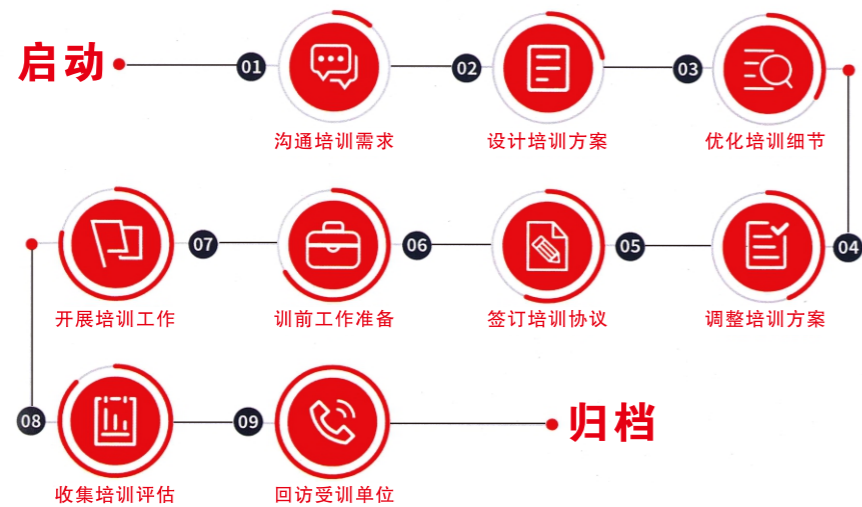 启动
01
沟通培训需求
02
设计培训方案
03
优化培训细节
04
调整培训方案
05
签订培训协议
06
训前工作准备
07
开展培训工作
08
收集培训评估
09
回访受训单位
归档